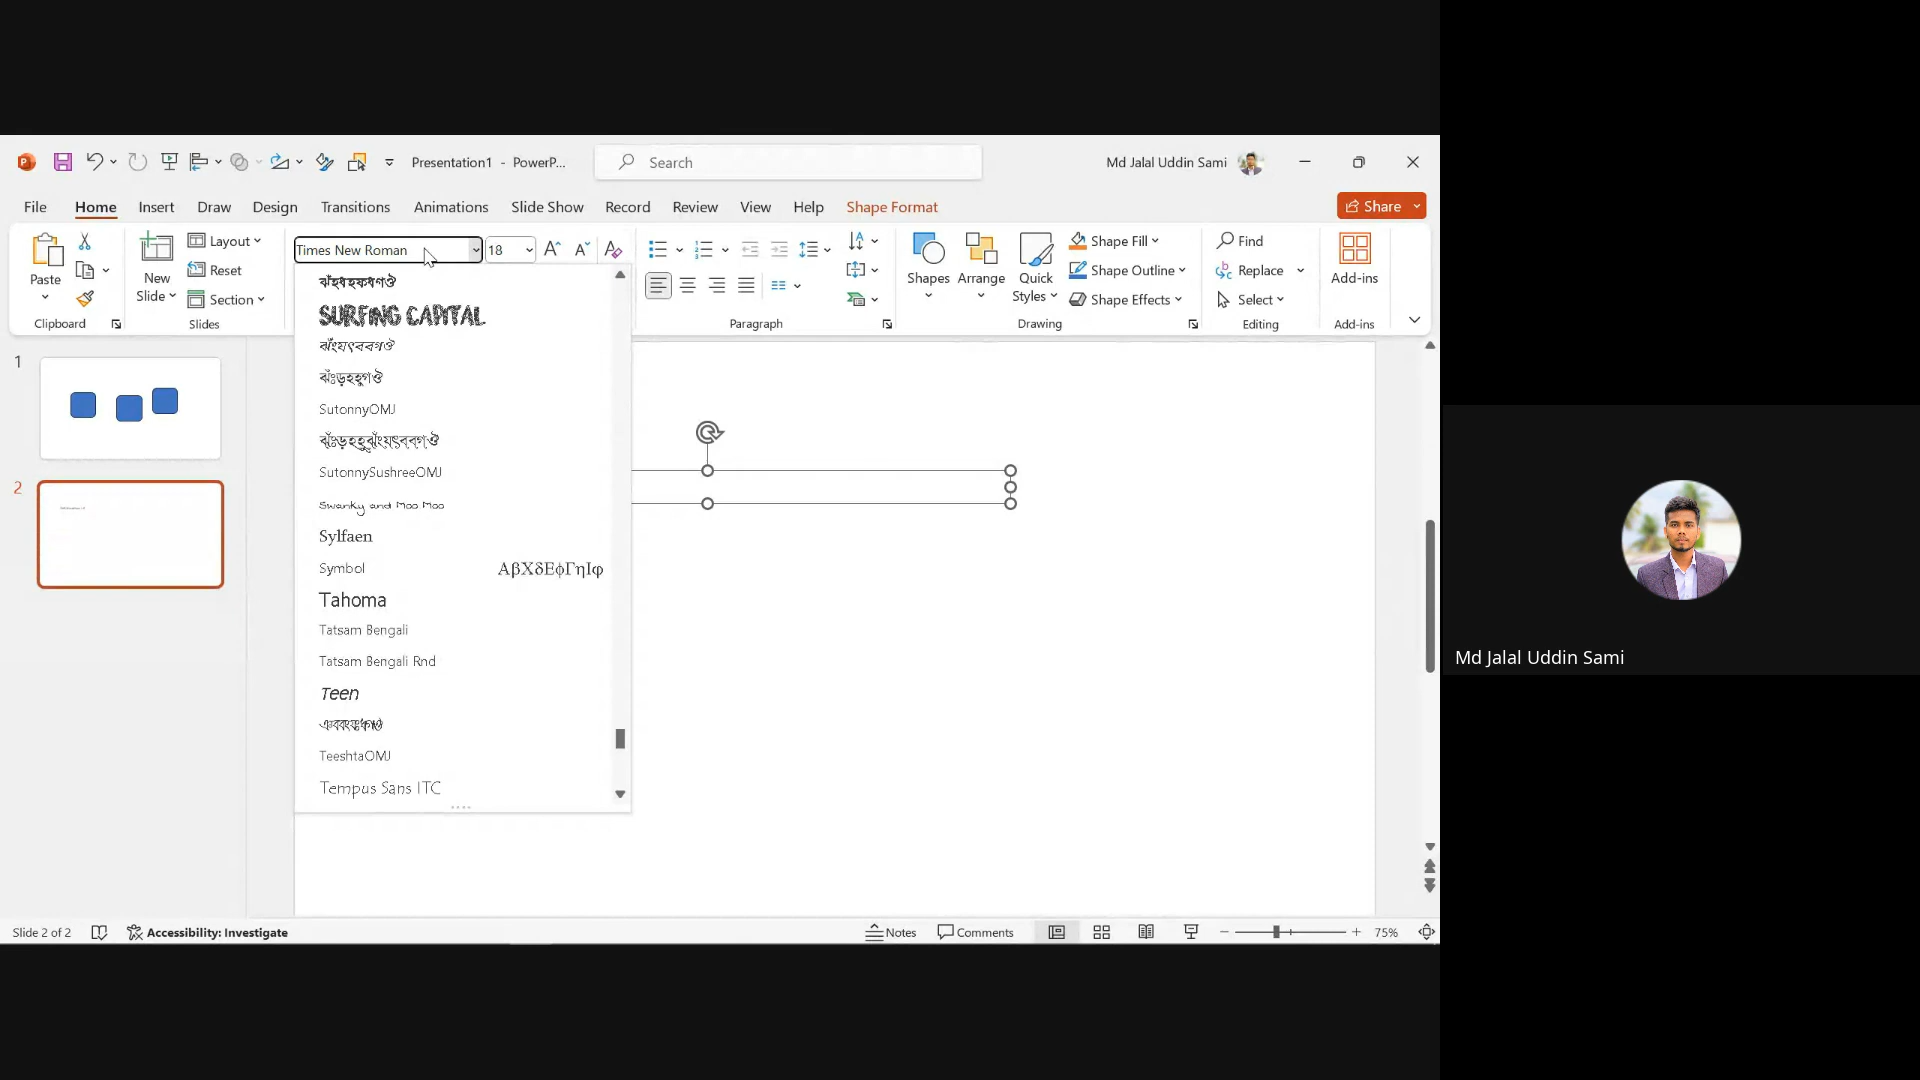 Presentation1 - PowerP...
Search
Md Jalal Uddin Sami
File
Home
Insert
Draw
Design
Transitions
Animations
Slide Show
Record
Review
View
Help
Shape Format
Share
Paste
Clipboard
New
Slide
Layout
Reset
Section
Slides
Times New Roman
18
Paragraph
Shapes
Arrange
Quick
Styles
Shape Fill
Shape Outline
Shape Effects
Drawing
Find
Replace
Select
Editing
Add-ins
Add-ins
1
2
SURFING CAPITAL
SutonnyOMJ
SutonnySushreeOMJ
Swanky and Moo Moo
Sylfaen
Symbol ΑβΧδΕϕΓηΙφ
Tahoma
Tatsam Bengali
Tatsam Bengali Rnd
Teen
TeeshtaOMJ
Tempus Sans ITC
Slide 2 of 2
Accessibility: Investigate
Notes
Comments
75%
Md Jalal Uddin Sami